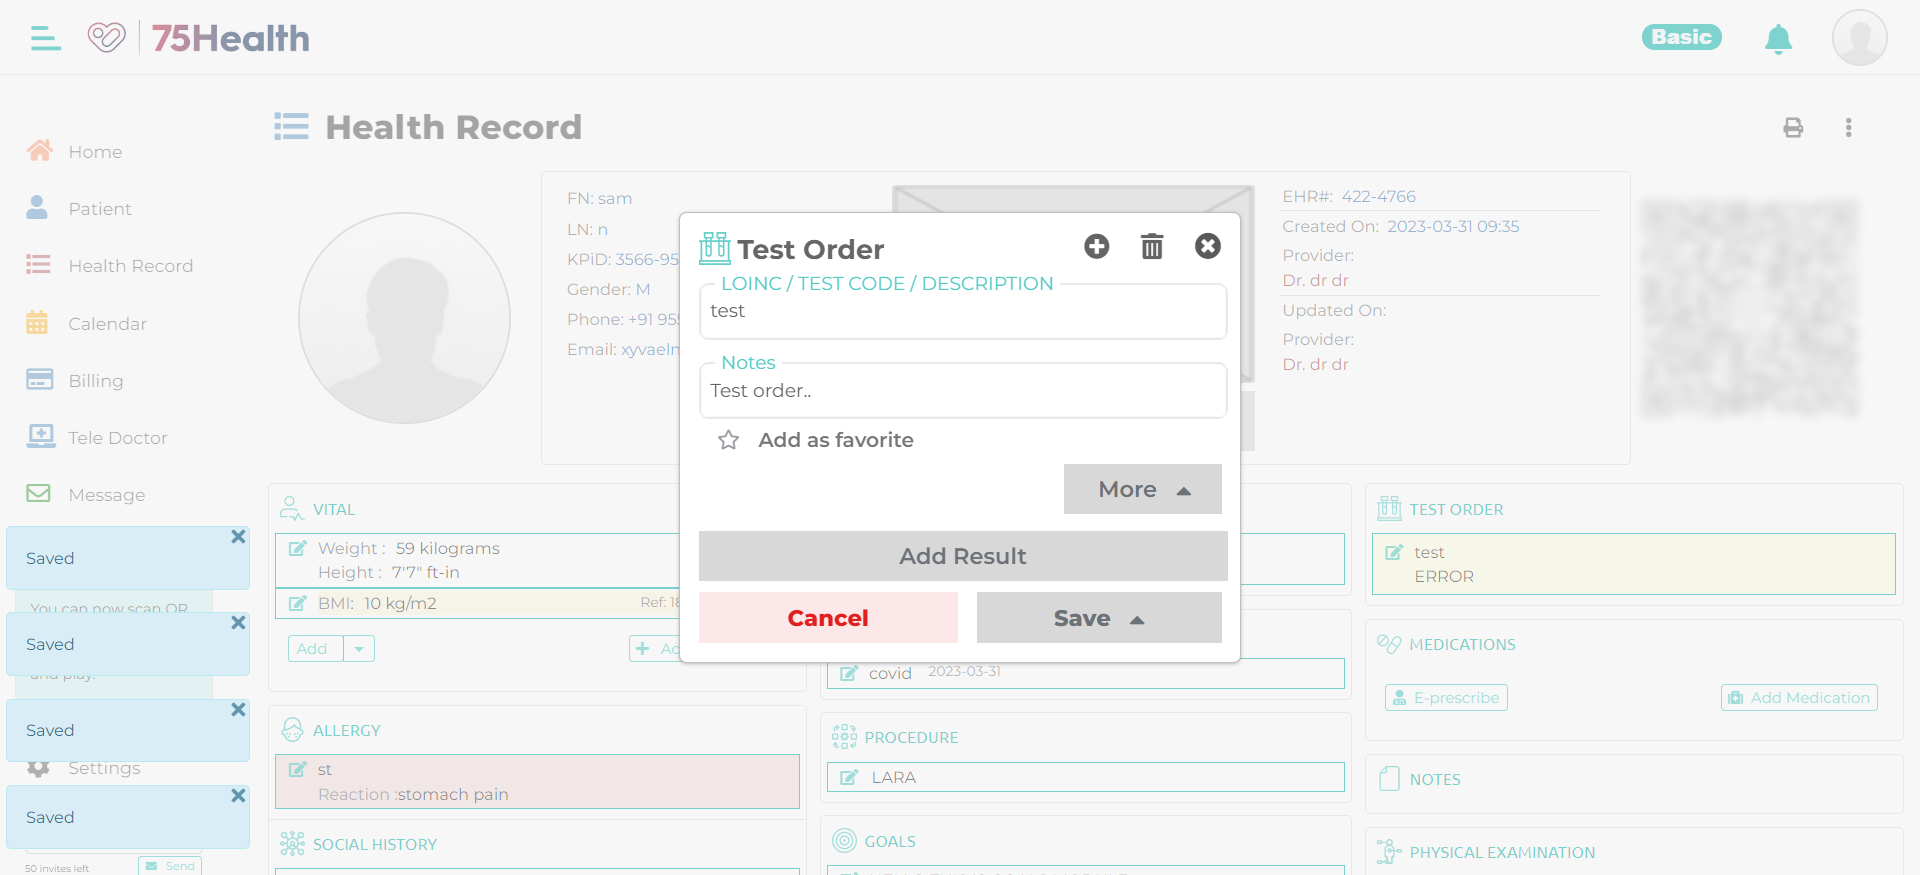 75Health
Basic
Health Record
Home
Patient
Health Record
Calendar
Billing
Tele Doctor
Message
Saved
You can now scan QR
Saved
and play.
Saved
Settings
Saved
50 invites left
Send
FN: sam
LN: n
KPiD: 3566-95
Gender: M
Phone: +91 955
Email: xyvaeln
EHR#: 422-4766
Created On: 2023-03-31 09:35
Provider:
Dr. dr dr
Updated On:
Provider:
Dr. dr dr
Test Order
LOINC / TEST CODE / DESCRIPTION
test
Notes
Test order..
Add as favorite
More
Add Result
Cancel
Save
VITAL
Weight : 59 kilograms
Height : 7'7" ft-in
BMI: 10 kg/m2
Ref: 18
Add
ALLERGY
st
Reaction :stomach pain
SOCIAL HISTORY
covid 2023-03-31
PROCEDURE
LARA
GOALS
TEST ORDER
test
ERROR
MEDICATIONS
E-prescribe
Add Medication
NOTES
PHYSICAL EXAMINATION